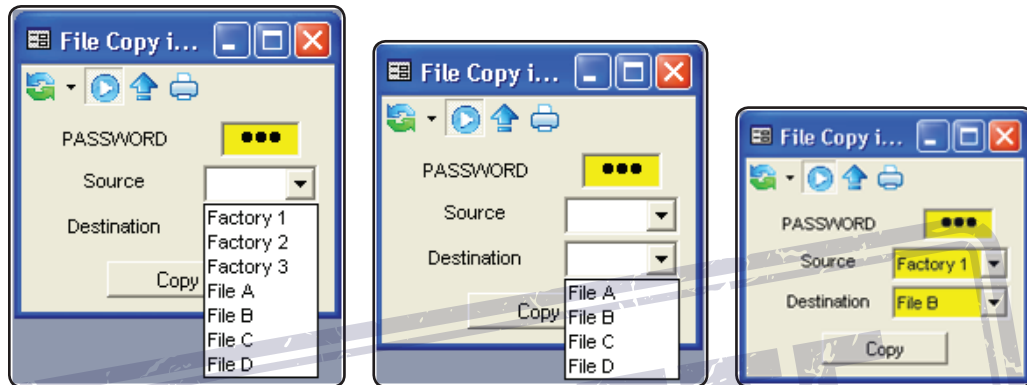 File Copy i...
PASSWORD ●●●
Source
Factory 1
Factory 2
Factory 3
File A
File B
File C
File D
Destination
Copy
File Copy i...
PASSWORD ●●●
Source
Destination
File A
File B
File C
File D
Copy
File Copy i...
PASSWORD ●●●
Source Factory 1
Destination File B
Copy